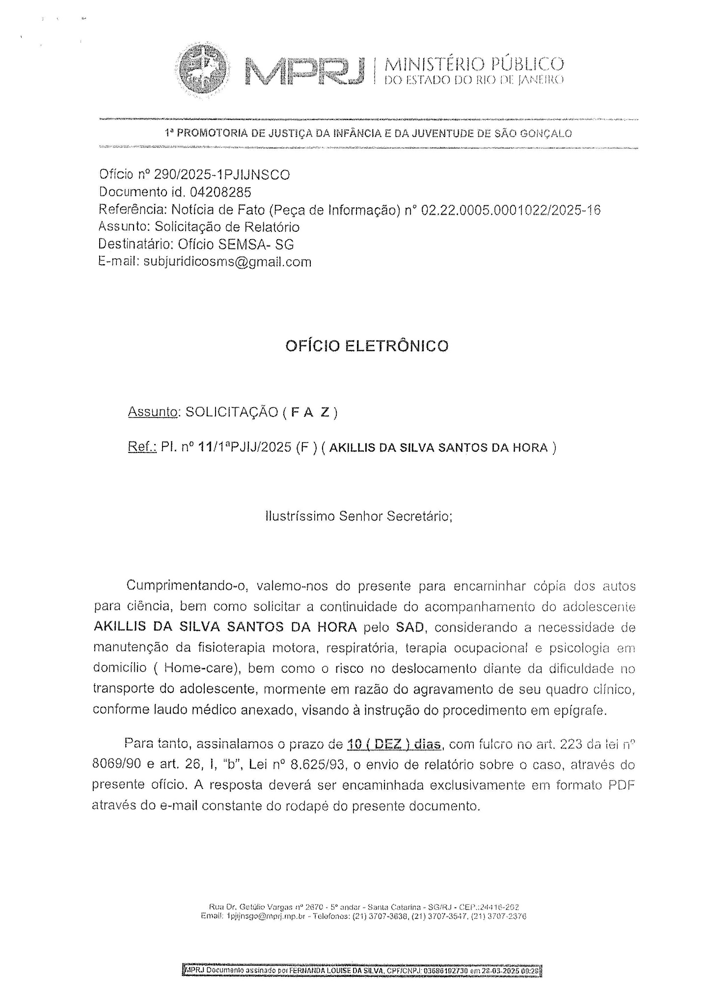 MPRJ MINISTÉRIO PÚBLICO
DO ESTADO DO RIO DE JANEIRO
1ª PROMOTORIA DE JUSTIÇA DA INFÂNCIA E DA JUVENTUDE DE SÃO GONÇALO
Ofício nº 290/2025-1PJIJNSCO
Documento id. 04208285
Referência: Notícia de Fato (Peça de Informação) n° 02.22.0005.0001022/2025-16
Assunto: Solicitação de Relatório
Destinatário: Ofício SEMSA- SG
E-mail: subjuridicosms@gmail.com
OFÍCIO ELETRÔNICO
Assunto: SOLICITAÇÃO ( F A Z )
Ref.: PI. nº 11/1ªPJIJ/2025 (F ) ( AKILLIS DA SILVA SANTOS DA HORA )
Ilustríssimo Senhor Secretário;
Cumprimentando-o, valemo-nos do presente para encaminhar cópia dos autos
para ciência, bem como solicitar a continuidade do acompanhamento do adolescente
AKILLIS DA SILVA SANTOS DA HORA pelo SAD, considerando a necessidade de
manutenção da fisioterapia motora, respiratória, terapia ocupacional e psicologia em
domicílio ( Home-care), bem como o risco no deslocamento diante da dificuldade no
transporte do adolescente, mormente em razão do agravamento de seu quadro clínico,
conforme laudo médico anexado, visando à instrução do procedimento em epígrafe.
Para tanto, assinalamos o prazo de 10 ( DEZ ) dias, com fulcro no art. 223 da lei nº
8069/90 e art. 26, I, “b”, Lei nº 8.625/93, o envio de relatório sobre o caso, através do
presente ofício. A resposta deverá ser encaminhada exclusivamente em formato PDF
através do e-mail constante do rodapé do presente documento.
Rua Dr. Getúlio Vargas nº 2670 - 5º andar - Santa Catarina - SG/RJ - CEP.:24416-262
Email: 1pjijnsgo@mprj.mp.br - Telefones: (21) 3707-3638, (21) 3707-3547, (21) 3707-2376
MPRJ Documento assinado por FERNANDA LOUISE DA SILVA, CPF/CNPJ: 03686192730 em 28-03-2025 09:28